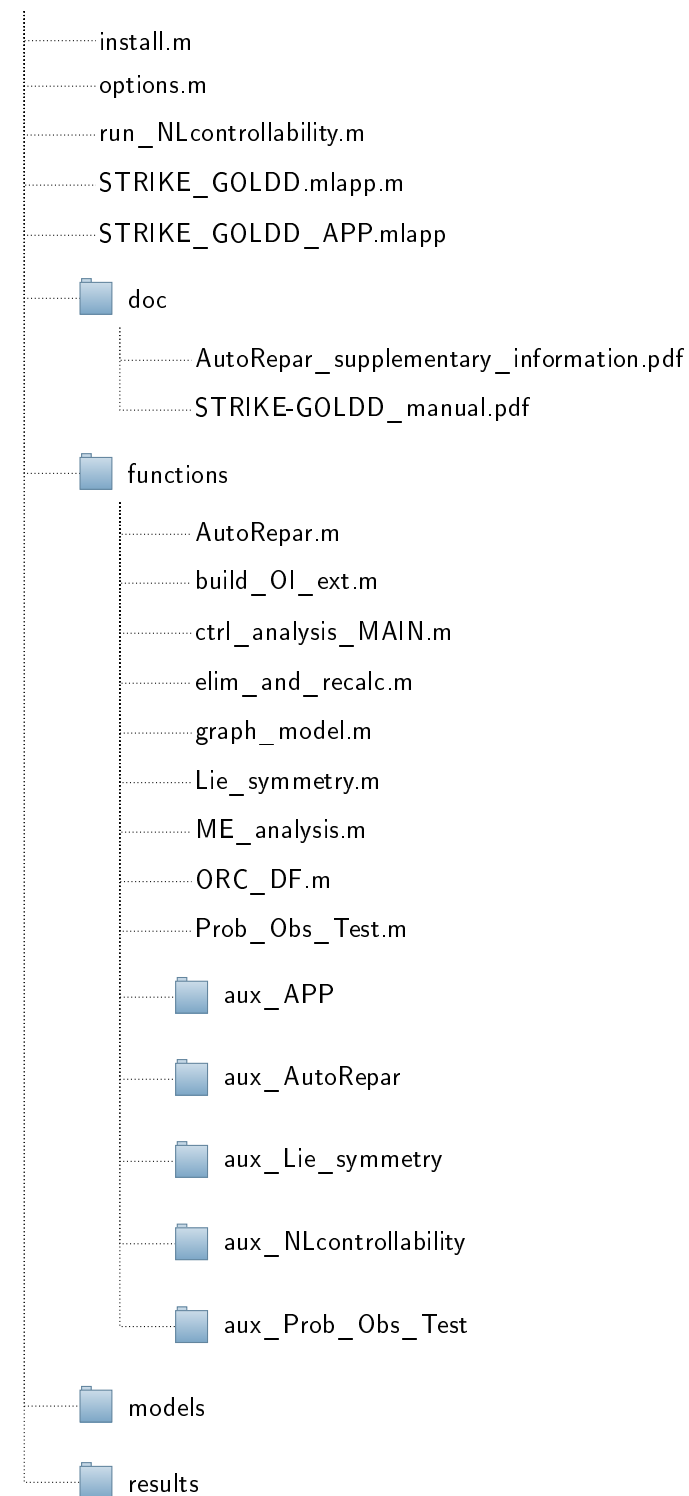 install.m
options.m
run_NLcontrollability.m
STRIKE_GOLDD.mlapp.m
STRIKE_GOLDD_APP.mlapp
doc
AutoRepar_supplementary_information.pdf
STRIKE-GOLDD_manual.pdf
functions
AutoRepar.m
build_OI_ext.m
ctrl_analysis_MAIN.m
elim_and_recalc.m
graph_model.m
Lie_symmetry.m
ME_analysis.m
ORC_DF.m
Prob_Obs_Test.m
aux_APP
aux_AutoRepar
aux_Lie_symmetry
aux_NLcontrollability
aux_Prob_Obs_Test
models
results